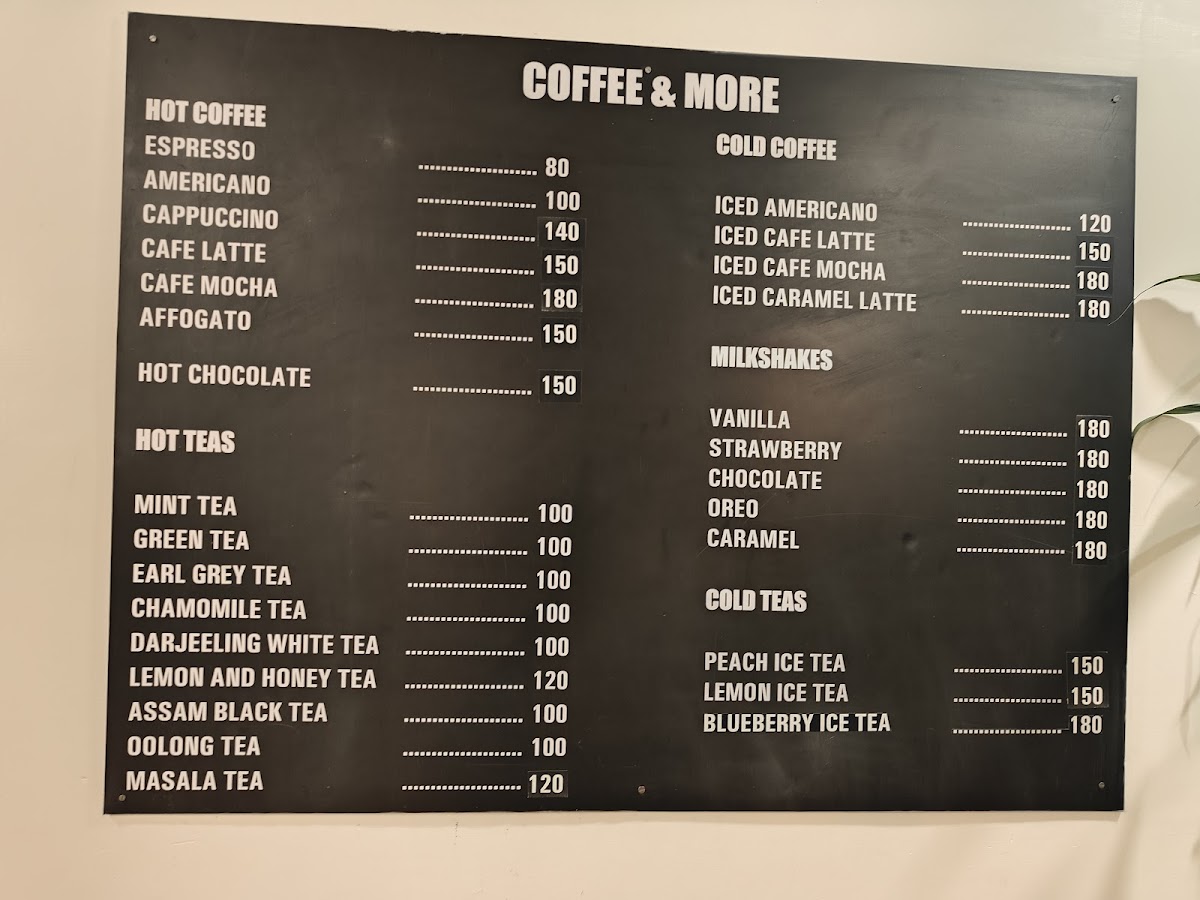 COFFEE & MORE
HOT COFFEE
ESPRESSO .................... 80
AMERICANO .................... 100
CAPPUCCINO .................... 140
CAFE LATTE .................... 150
CAFE MOCHA .................... 180
AFFOGATO .................... 150
HOT CHOCOLATE .................... 150
HOT TEAS
MINT TEA .................... 100
GREEN TEA .................... 100
EARL GREY TEA .................... 100
CHAMOMILE TEA .................... 100
DARJEELING WHITE TEA .................... 100
LEMON AND HONEY TEA .................... 120
ASSAM BLACK TEA .................... 100
OOLONG TEA .................... 100
MASALA TEA .................... 120
COLD COFFEE
ICED AMERICANO .................... 120
ICED CAFE LATTE .................... 150
ICED CAFE MOCHA .................... 180
ICED CARAMEL LATTE .................... 180
MILKSHAKES
VANILLA .................... 180
STRAWBERRY .................... 180
CHOCOLATE .................... 180
OREO .................... 180
CARAMEL .................... 180
COLD TEAS
PEACH ICE TEA .................... 150
LEMON ICE TEA .................... 150
BLUEBERRY ICE TEA .................... 180